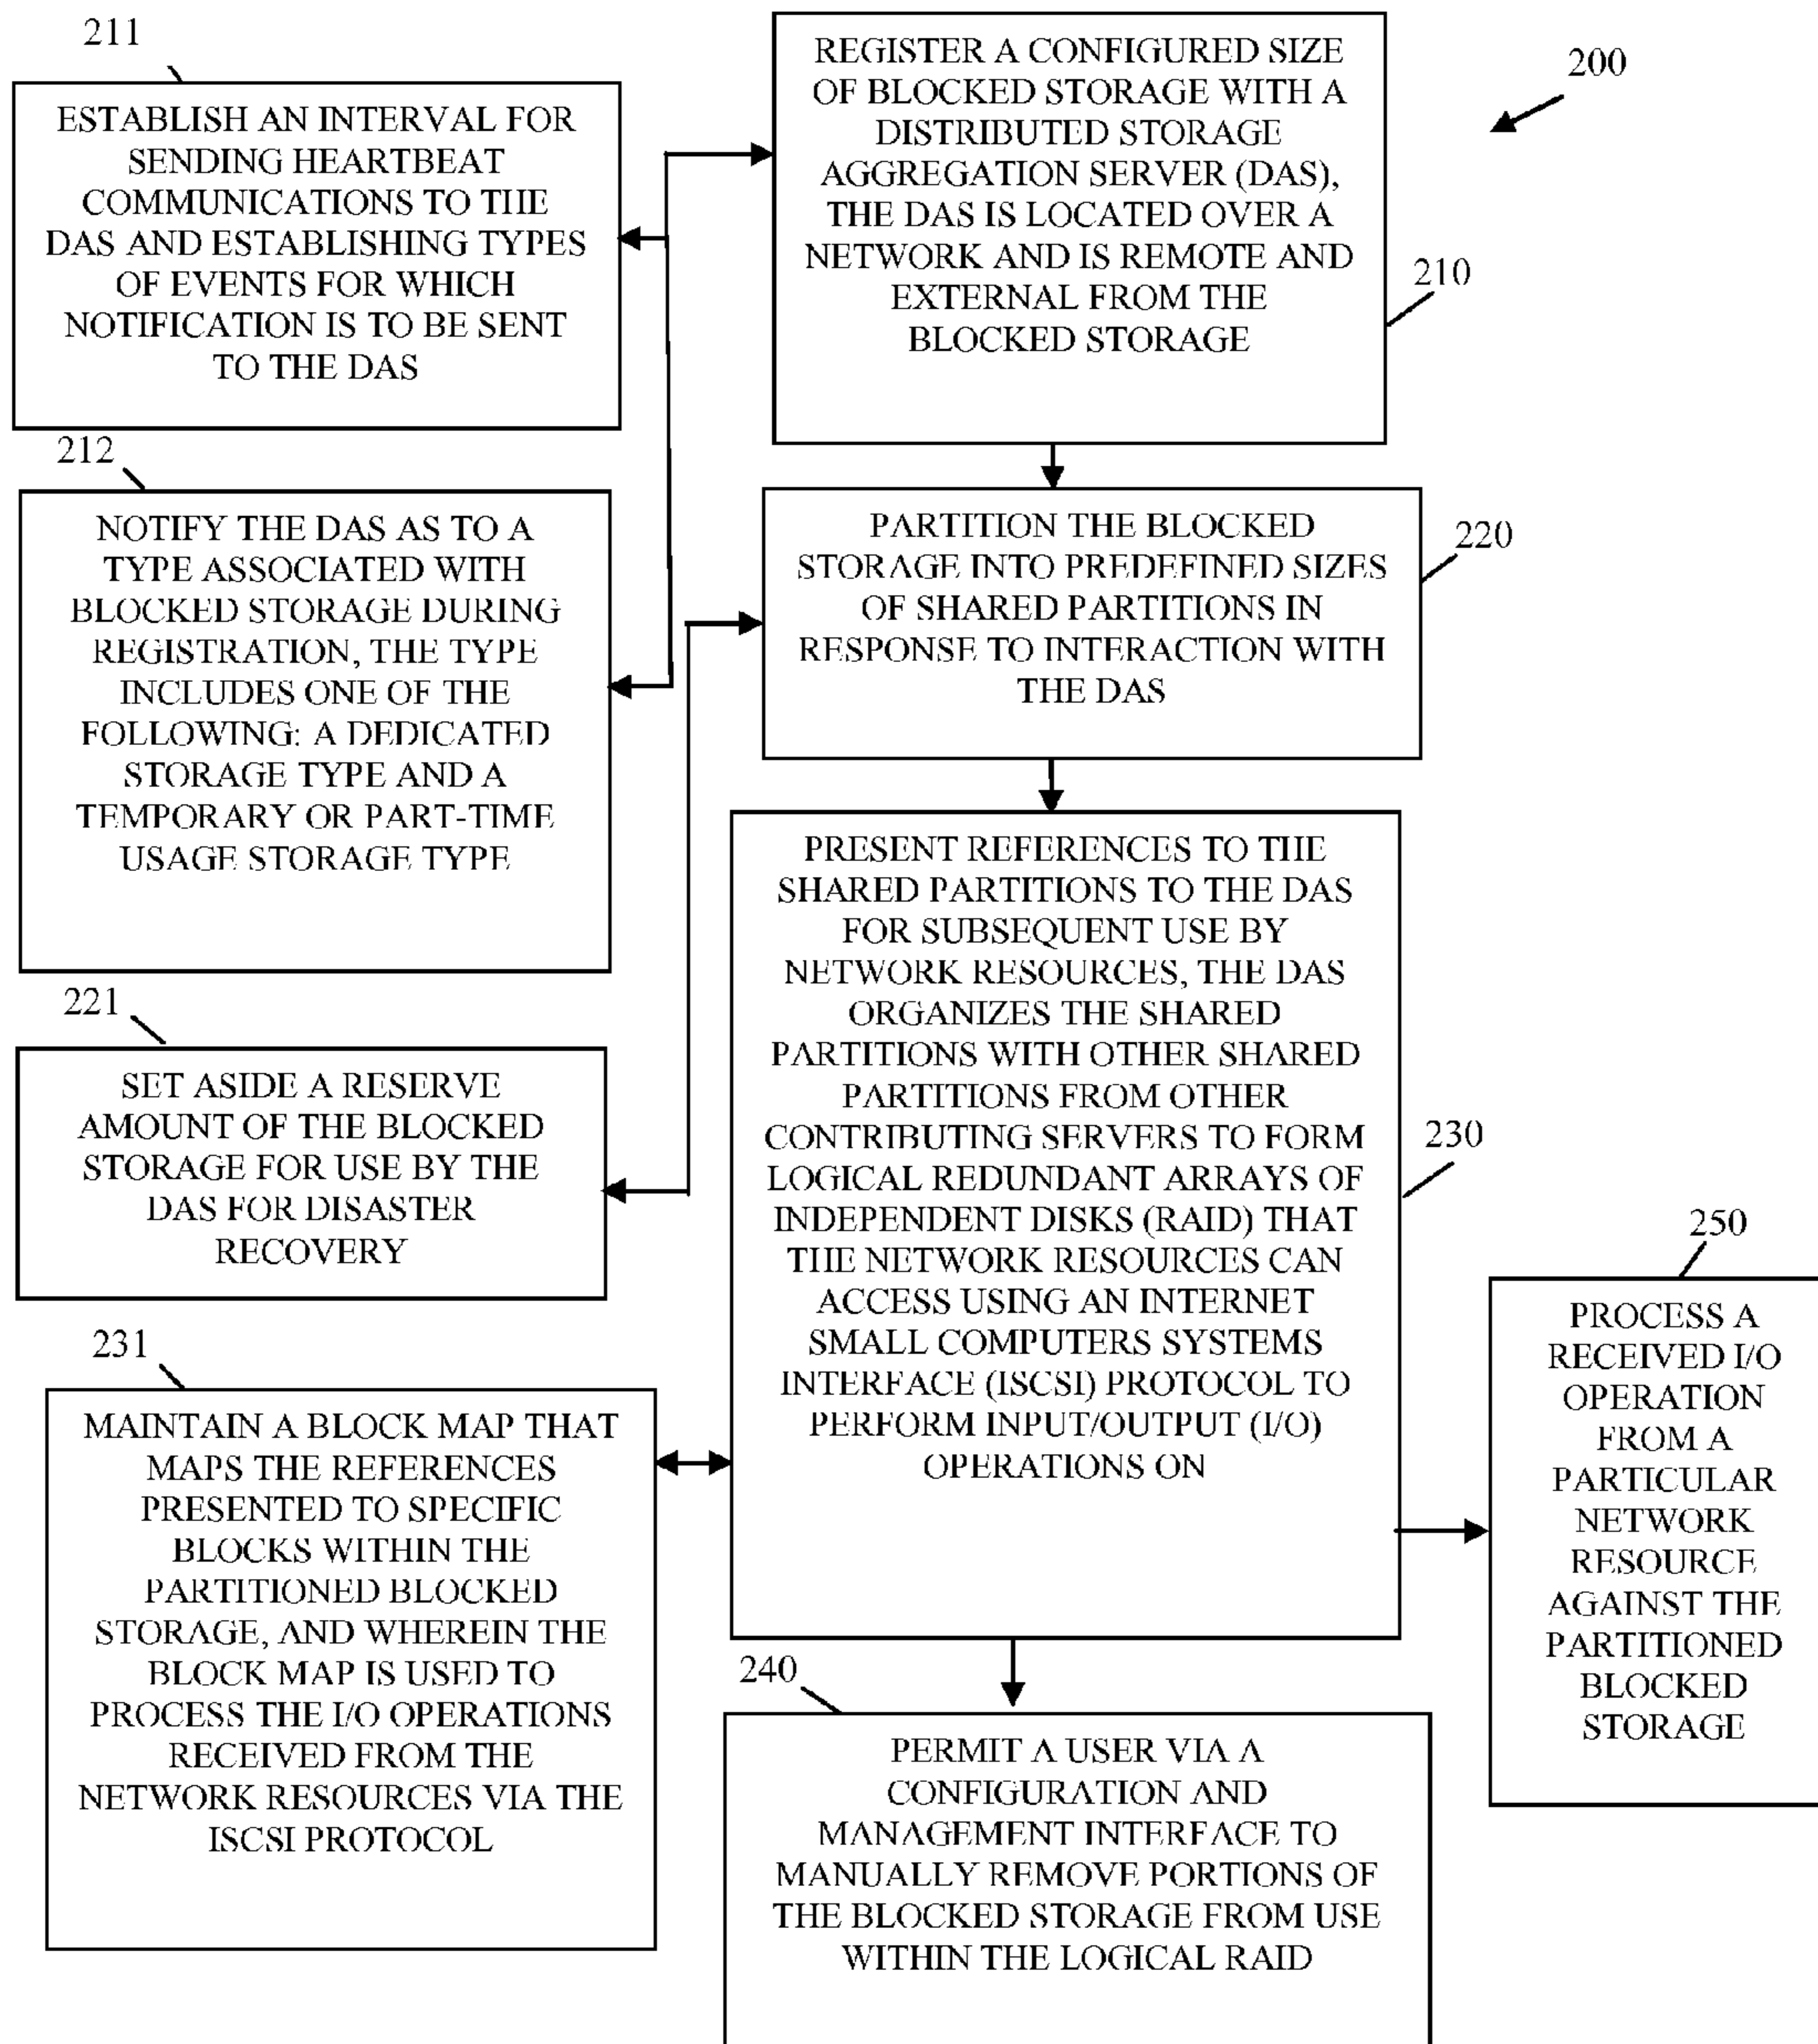 200
211
ESTABLISH AN INTERVAL FOR
SENDING HEARTBEAT
COMMUNICATIONS TO THE
DAS AND ESTABLISHING TYPES
OF EVENTS FOR WHICH
NOTIFICATION IS TO BE SENT
TO THE DAS
REGISTER A CONFIGURED SIZE
OF BLOCKED STORAGE WITH A
DISTRIBUTED STORAGE
AGGREGATION SERVER (DAS),
THE DAS IS LOCATED OVER A
NETWORK AND IS REMOTE AND
EXTERNAL FROM THE
BLOCKED STORAGE
210
212
NOTIFY THE DAS AS TO A
TYPE ASSOCIATED WITH
BLOCKED STORAGE DURING
REGISTRATION, THE TYPE
INCLUDES ONE OF THE
FOLLOWING: A DEDICATED
STORAGE TYPE AND A
TEMPORARY OR PART-TIME
USAGE STORAGE TYPE
PARTITION THE BLOCKED
STORAGE INTO PREDEFINED SIZES
OF SHARED PARTITIONS IN
RESPONSE TO INTERACTION WITH
THE DAS
220
221
SET ASIDE A RESERVE
AMOUNT OF THE BLOCKED
STORAGE FOR USE BY THE
DAS FOR DISASTER
RECOVERY
PRESENT REFERENCES TO THE
SHARED PARTITIONS TO THE DAS
FOR SUBSEQUENT USE BY
NETWORK RESOURCES, THE DAS
ORGANIZES THE SHARED
PARTITIONS WITH OTHER SHARED
PARTITIONS FROM OTHER
CONTRIBUTING SERVERS TO FORM
LOGICAL REDUNDANT ARRAYS OF
INDEPENDENT DISKS (RAID) THAT
THE NETWORK RESOURCES CAN
ACCESS USING AN INTERNET
SMALL COMPUTERS SYSTEMS
INTERFACE (ISCSI) PROTOCOL TO
PERFORM INPUT/OUTPUT (I/O)
OPERATIONS ON
230
231
MAINTAIN A BLOCK MAP THAT
MAPS THE REFERENCES
PRESENTED TO SPECIFIC
BLOCKS WITHIN THE
PARTITIONED BLOCKED
STORAGE, AND WHEREIN THE
BLOCK MAP IS USED TO
PROCESS THE I/O OPERATIONS
RECEIVED FROM THE
NETWORK RESOURCES VIA THE
ISCSI PROTOCOL
240
PERMIT A USER VIA A
CONFIGURATION AND
MANAGEMENT INTERFACE TO
MANUALLY REMOVE PORTIONS OF
THE BLOCKED STORAGE FROM USE
WITHIN THE LOGICAL RAID
250
PROCESS A
RECEIVED I/O
OPERATION
FROM A
PARTICULAR
NETWORK
RESOURCE
AGAINST THE
PARTITIONED
BLOCKED
STORAGE